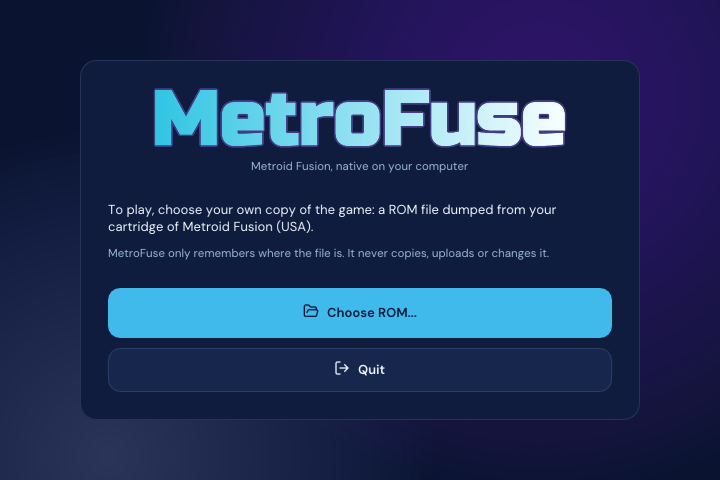 MetroFuse
Metroid Fusion, native on your computer
To play, choose your own copy of the game: a ROM file dumped from your
cartridge of Metroid Fusion (USA).
MetroFuse only remembers where the file is. It never copies, uploads or changes it.
Choose ROM...
Quit